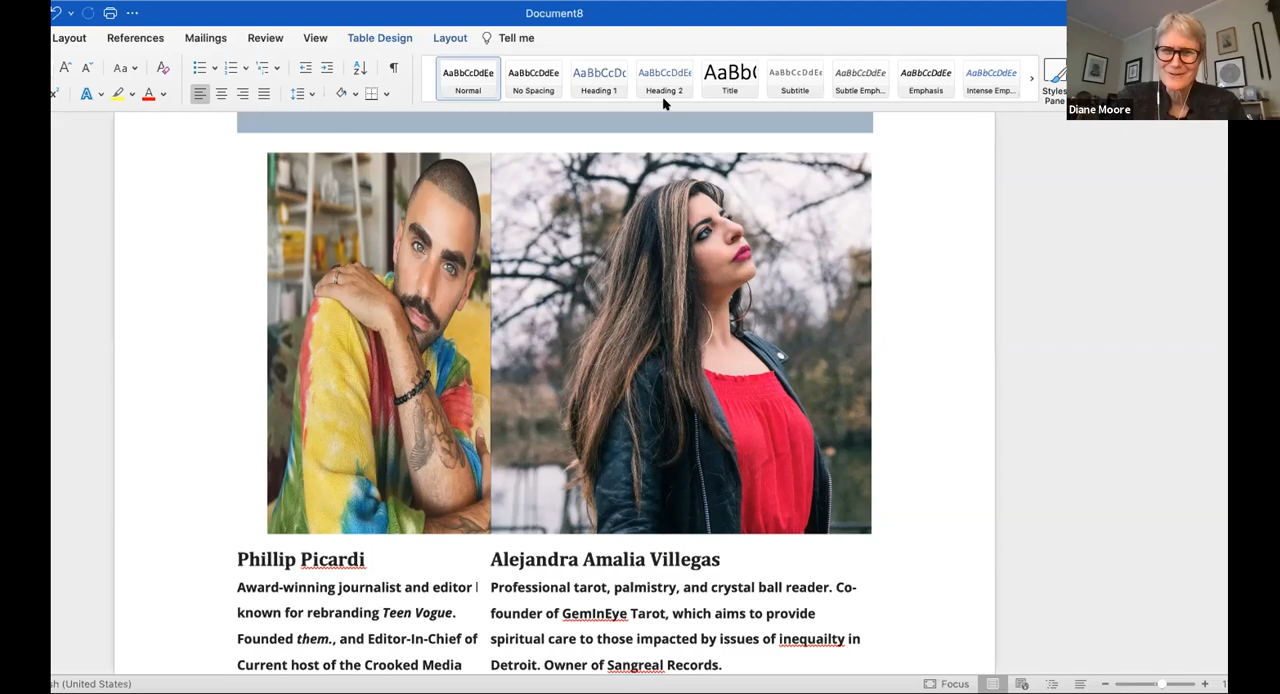 Document8
Layout References Mailings Review View Table Design Layout Tell me
Aa
AaBbCcDdEe AaBbCcDdEe AaBbCcDc AaBbCcDdEe AaBb( AaBbCcDdEe AaBbCcDdEe AaBbCcDdEe AaBbCcDdEe
Normal No Spacing Heading 1 Heading 2 Title Subtitle Subtle Emph... Emphasis Intense Emp...
Styles
Pane
Diane Moore
Phillip Picardi
Award-winning journalist and editor
known for rebranding Teen Vogue.
Founded them., and Editor-In-Chief of
Current host of the Crooked Media
Alejandra Amalia Villegas
Professional tarot, palmistry, and crystal ball reader. Co-
founder of GemInEye Tarot, which aims to provide
spiritual care to those impacted by issues of inequailty in
Detroit. Owner of Sangreal Records.
sh (United States)
Focus